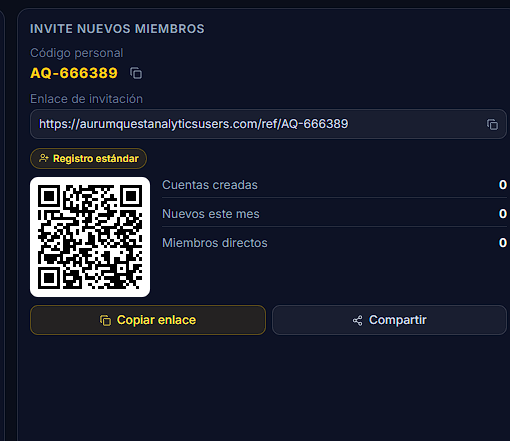 INVITE NUEVOS MIEMBROS
Código personal
AQ-666389
Enlace de invitación
https://aurumquestanalyticsusers.com/ref/AQ-666389
Registro estándar
Cuentas creadas 0
Nuevos este mes 0
Miembros directos 0
Copiar enlace
Compartir